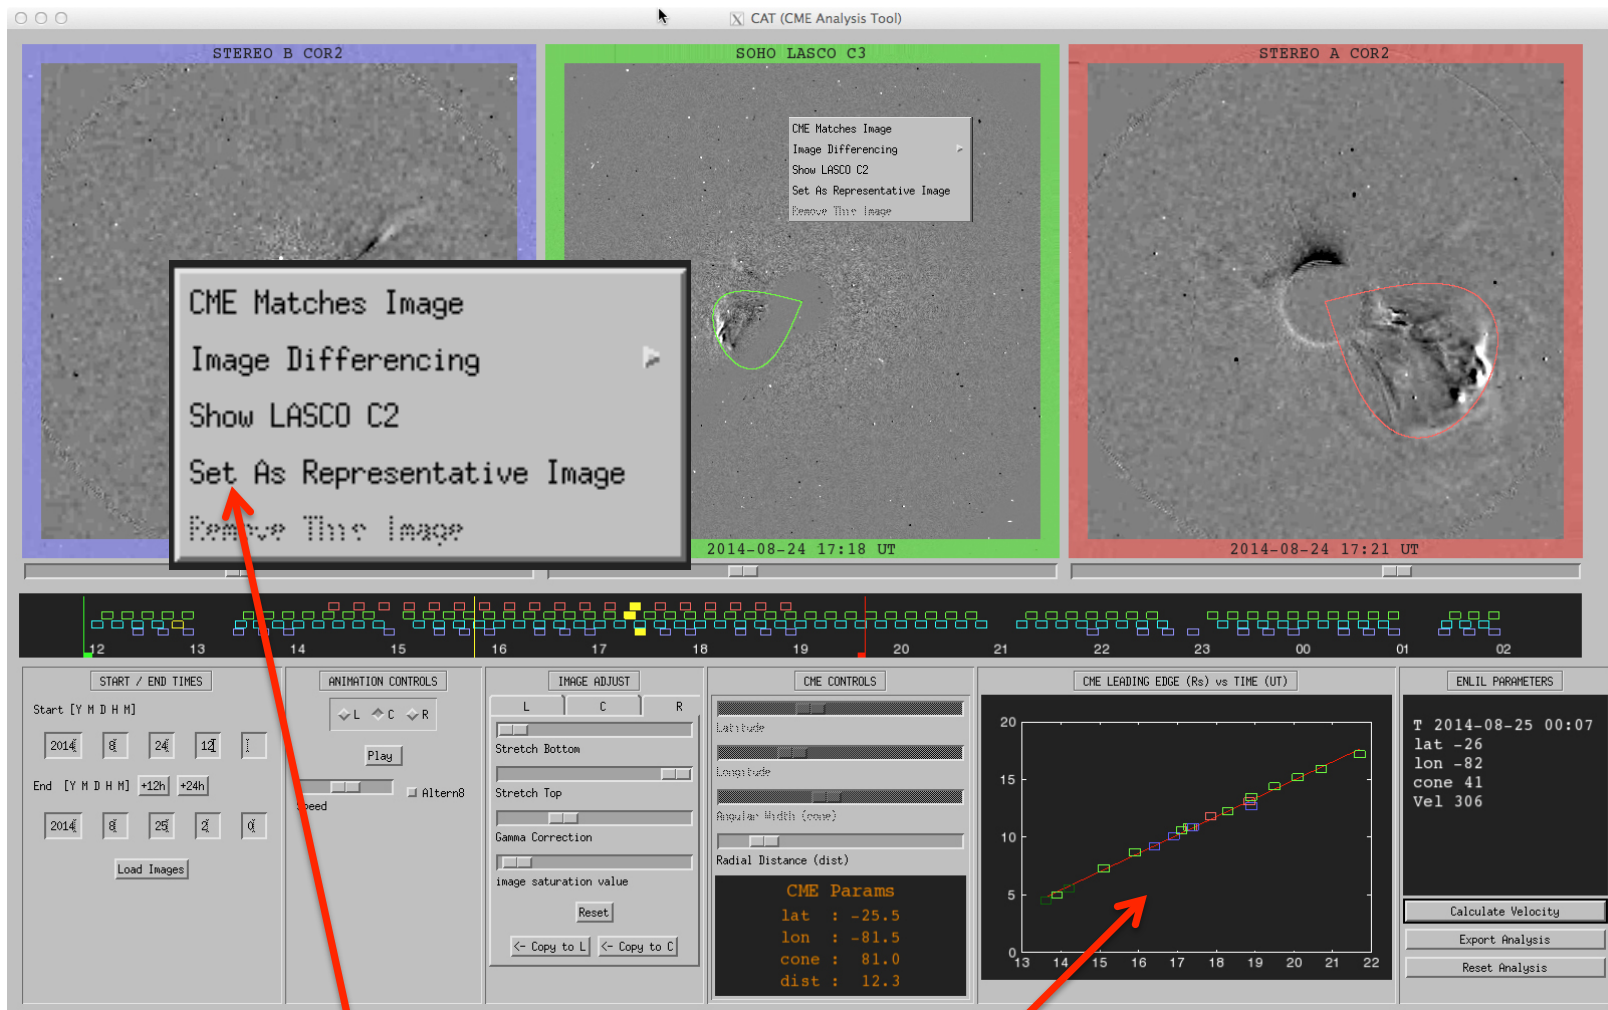 CAT (CME Analysis Tool)
STEREO B COR2
SOHO LASCO C3
STEREO A COR2
CME Matches Image
Image Differencing
Show LASCO C2
Set As Representative Image
Remove This Image
CME Matches Image
Image Differencing
Show LASCO C2
Set As Representative Image
Remove This Image
2014-08-24 17:18 UT
2014-08-24 17:21 UT
12 13 14 15 16 17 18 19 20 21 22 23 00 01 02
START / END TIMES
Start [Y M D H M]
2014 8 24 12
End [Y M D H M] +12h +24h
2014 8 25 2 0
Load Images
ANIMATION CONTROLS
L C R
Play
Speed
Altern8
IMAGE ADJUST
L C R
Stretch Bottom
Stretch Top
Gamma Correction
image saturation value
Reset
<- Copy to L <- Copy to C
CME CONTROLS
Latitude
Longitude
Angular Width (cone)
Radial Distance (dist)
CME Params
lat : -25.5
lon : -81.5
cone : 81.0
dist : 12.3
CME LEADING EDGE (Rs) vs TIME (UT)
20
15
10
5
0
13 14 15 16 17 18 19 20 21 22
ENLIL PARAMETERS
T 2014-08-25 00:07
lat -26
lon -82
cone 41
Vel 306
Calculate Velocity
Export Analysis
Reset Analysis